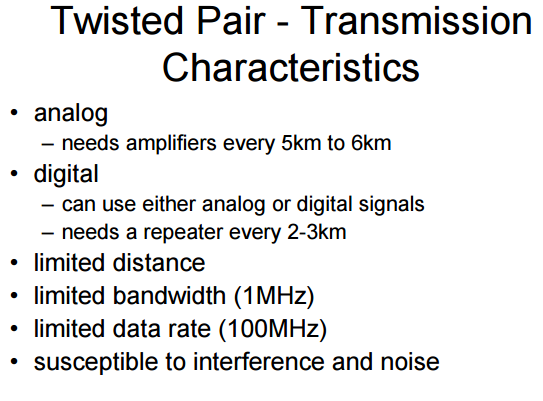 Twisted Pair - Transmission
Characteristics
• analog
– needs amplifiers every 5km to 6km
• digital
– can use either analog or digital signals
– needs a repeater every 2-3km
• limited distance
• limited bandwidth (1MHz)
• limited data rate (100MHz)
• susceptible to interference and noise